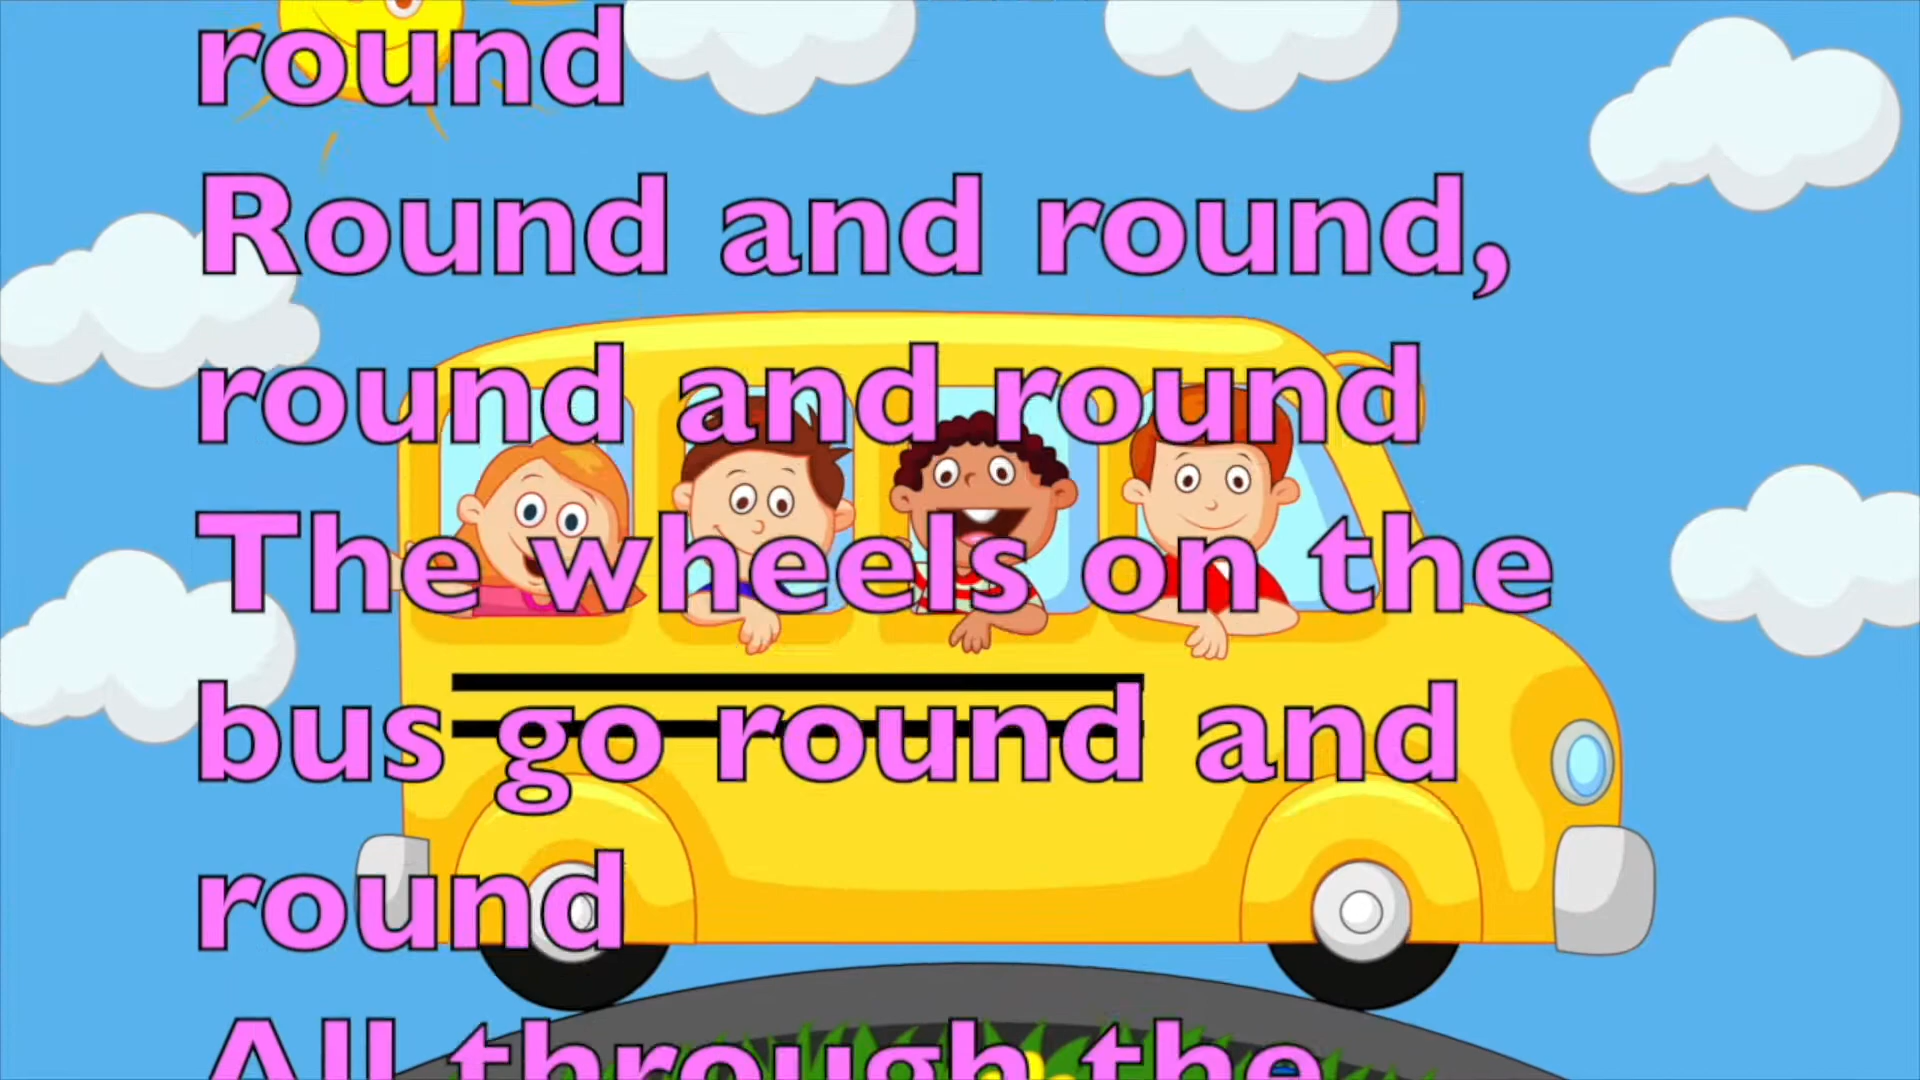 round
Round and round,
round and round
The wheels on the
bus go round and
round
All through the